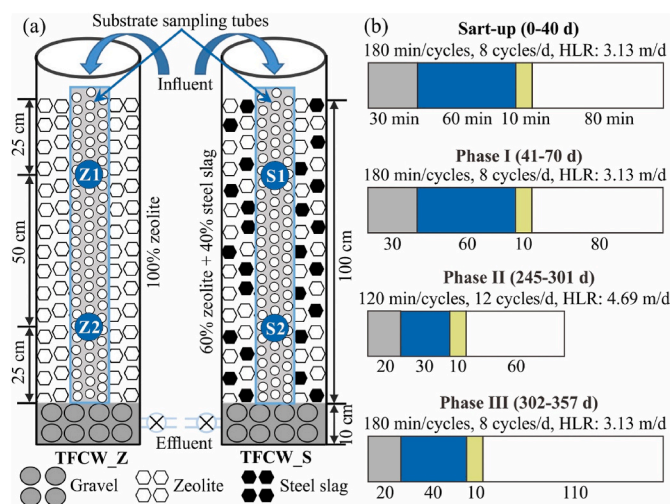 (a)
Substrate sampling tubes
Influent
25 cm
50 cm
25 cm
Z1
Z2
100% zeolite
60% zeolite + 40% steel slag
S1
S2
100 cm
10 cm
Effluent
TFCW_Z
TFCW_S
Gravel
Zeolite
Steel slag
(b)
Sart-up (0-40 d)
180 min/cycles, 8 cycles/d, HLR: 3.13 m/d
30 min 60 min 10 min 80 min
Phase I (41-70 d)
180 min/cycles, 8 cycles/d, HLR: 3.13 m/d
30 60 10 80
Phase II (245-301 d)
120 min/cycles, 12 cycles/d, HLR: 4.69 m/d
20 30 10 60
Phase III (302-357 d)
180 min/cycles, 8 cycles/d, HLR: 3.13 m/d
20 40 10 110